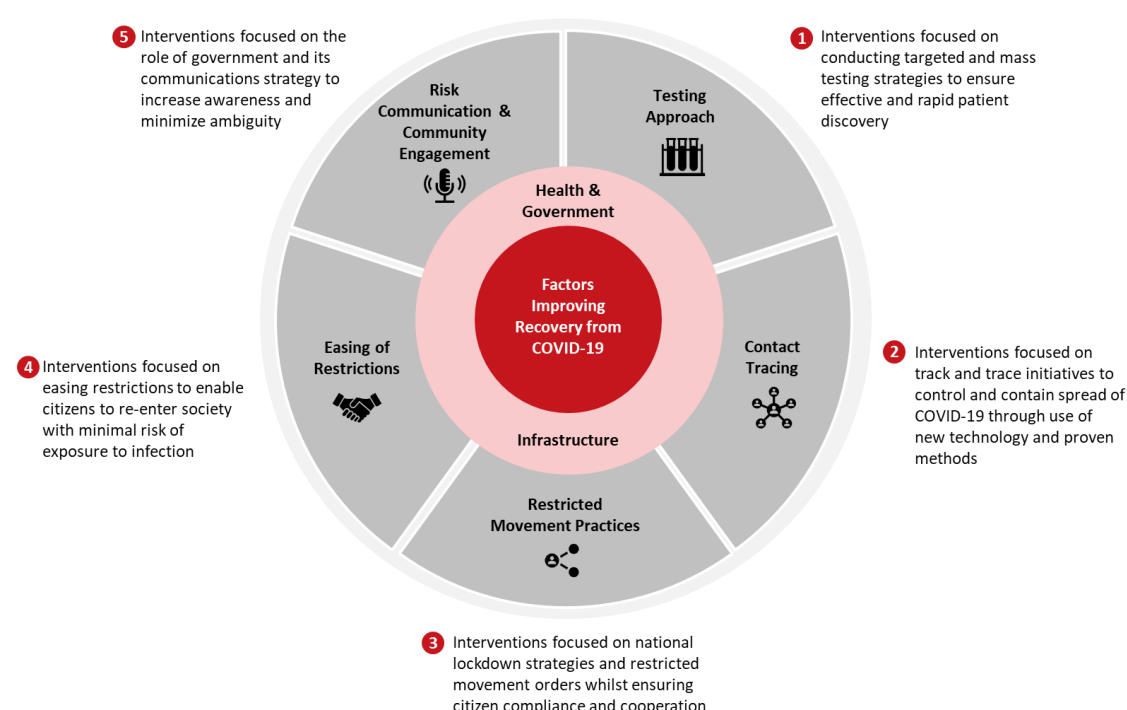 5 Interventions focused on the
role of government and its
communications strategy to
increase awareness and
minimize ambiguity
1 Interventions focused on
conducting targeted and mass
testing strategies to ensure
effective and rapid patient
discovery
Risk
Communication &
Community
Engagement
Testing
Approach
Health &
Government
Factors
Improving
Recovery from
COVID-19
Infrastructure
Easing of
Restrictions
Contact
Tracing
Restricted
Movement Practices
4 Interventions focused on
easing restrictions to enable
citizens to re-enter society
with minimal risk of
exposure to infection
2 Interventions focused on
track and trace initiatives to
control and contain spread of
COVID-19 through use of
new technology and proven
methods
3 Interventions focused on national
lockdown strategies and restricted
movement orders whilst ensuring
citizen compliance and cooperation